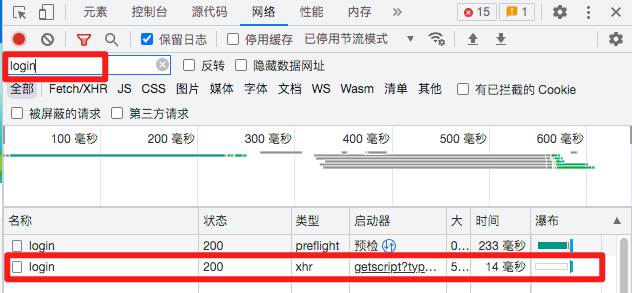 元素 控制台 源代码 网络 性能 内存 15 1
保留日志 停用缓存 已停用节流模式
login 反转 隐藏数据网址
全部 Fetch/XHR JS CSS 图片 媒体 字体 文档 WS Wasm 清单 其他 有已拦截的 Cookie
被屏蔽的请求 第三方请求
100 毫秒 200 毫秒 300 毫秒 400 毫秒 500 毫秒 600 毫秒
名称 状态 类型 启动器 大 时间 瀑布
login 200 preflight 预检 0... 233 毫秒
login 200 xhr getscript?typ... 5... 14 毫秒